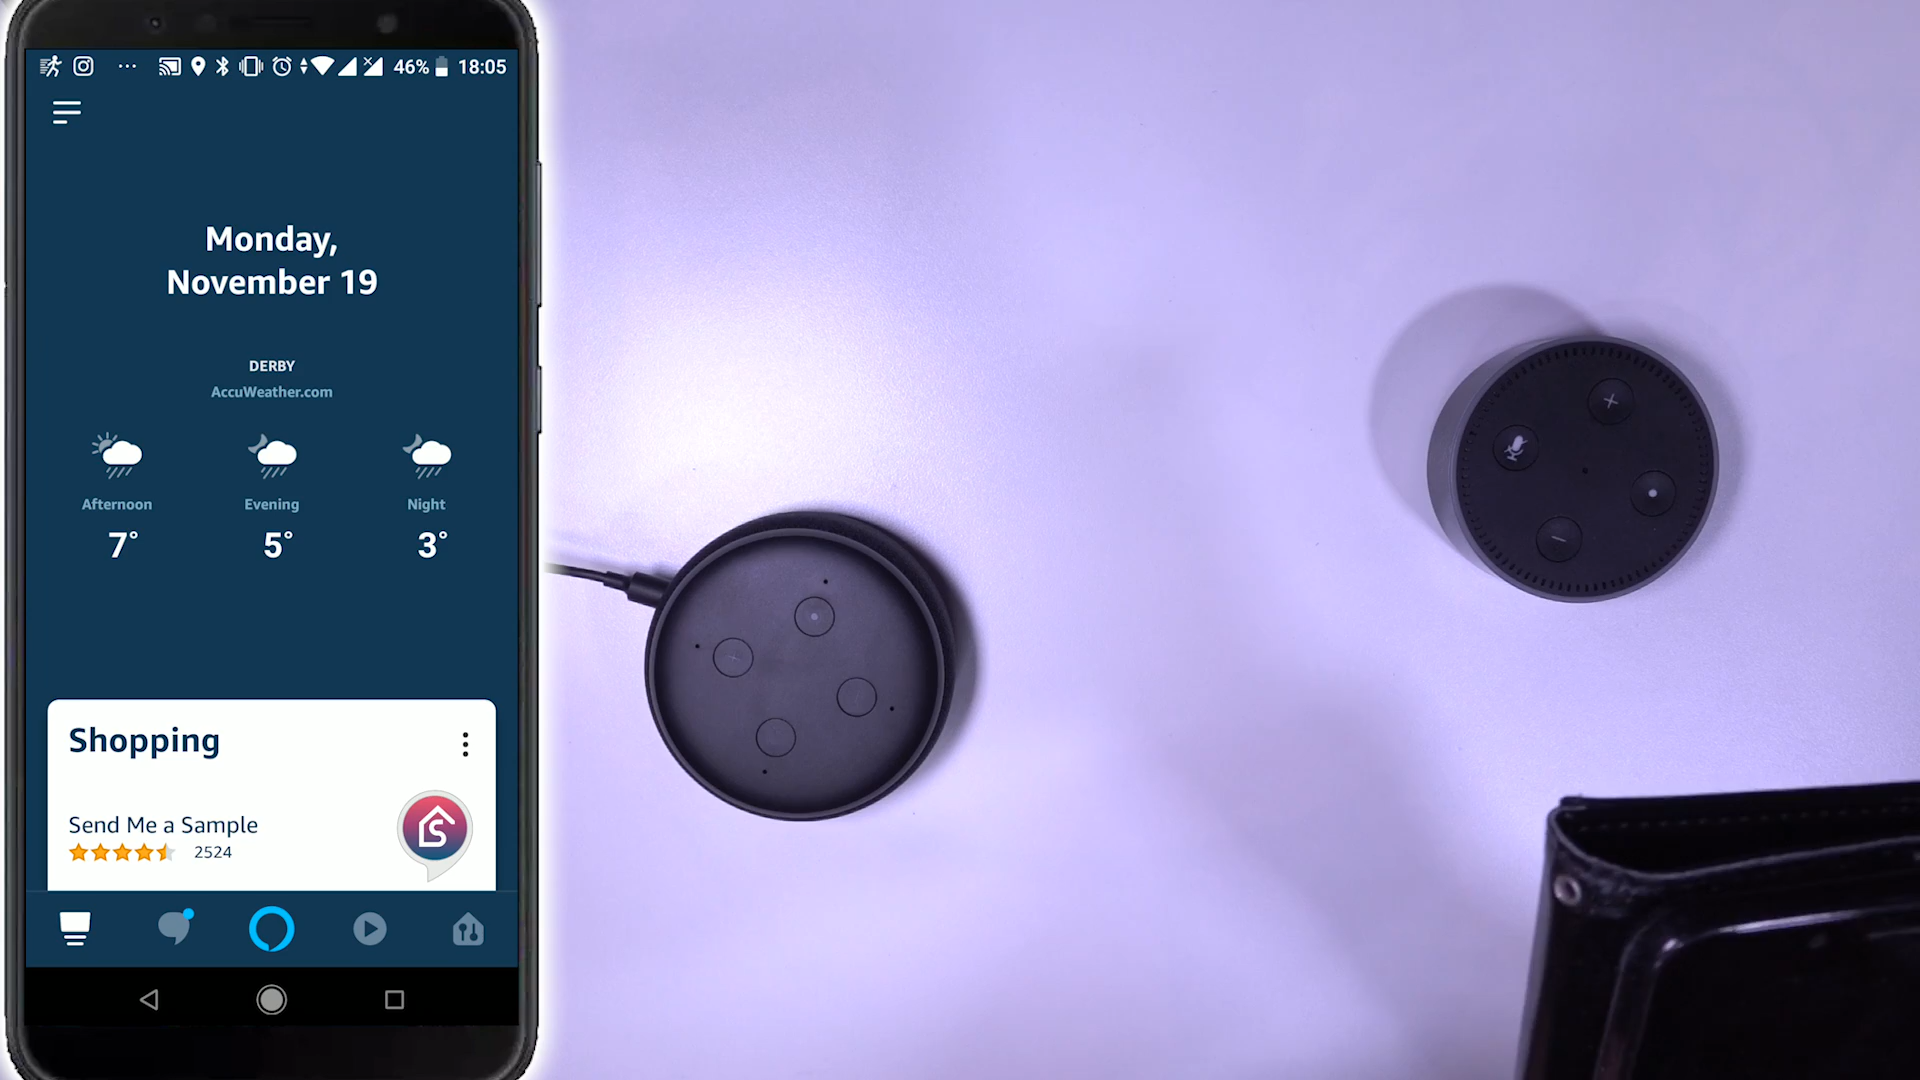 46% 18:05
Monday,
November 19
DERBY
AccuWeather.com
Afternoon Evening Night
7° 5° 3°
Shopping
Send Me a Sample
2524